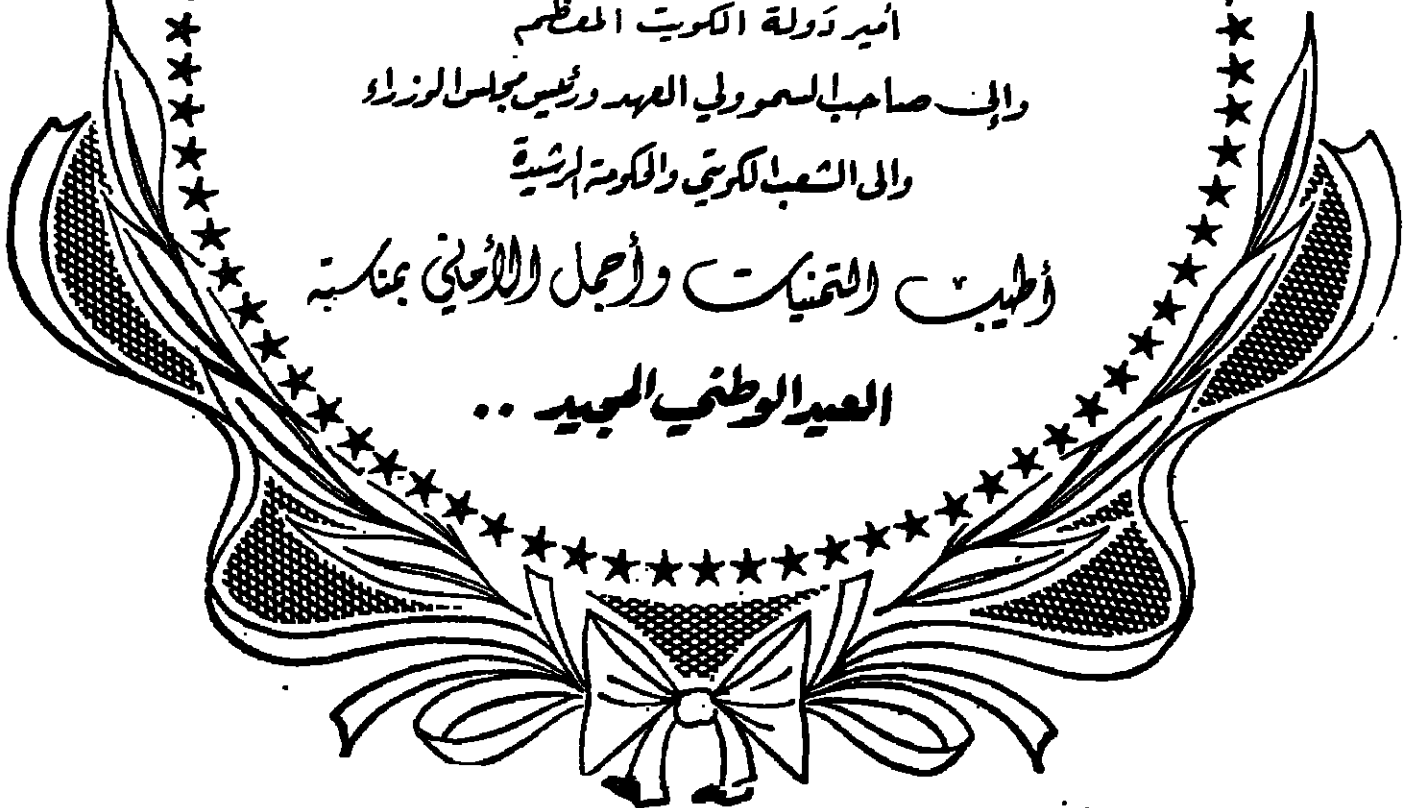 أمير دولة الكويت المعظم
وإلى صاحب السمو ولي العهد ورئيس مجلس الوزراء
والى الشعب الكويتي والحكومة الرشيدة
أطيب التمنيات وأجمل الأماني بمناسبة
العيد الوطني المجيد ..